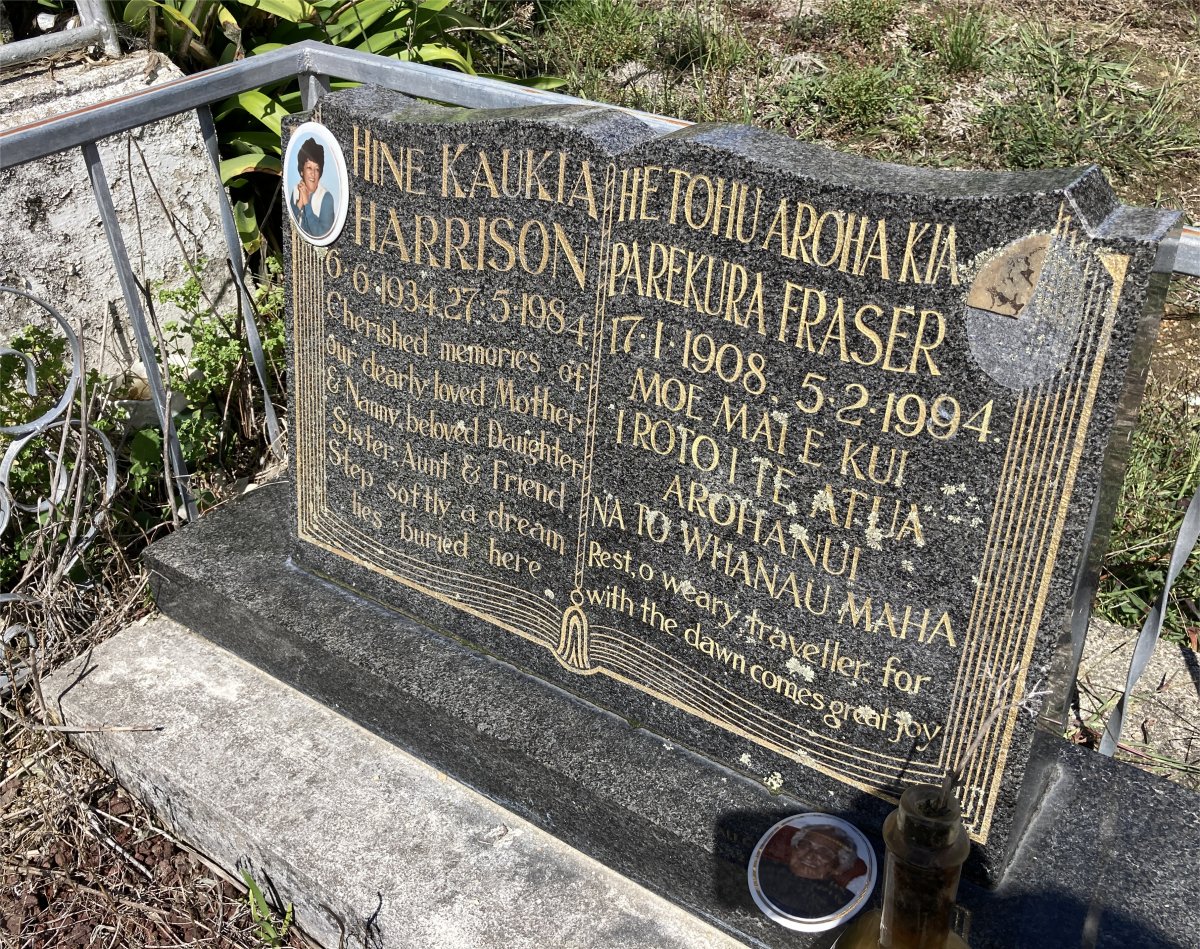 HINE KAUKIA
HARRISON
6·6·1934. 27·5·1984
Cherished memories of
our dearly loved Mother
& Nanny, beloved Daughter
Sister, Aunt & Friend
Step softly a dream
lies buried here
HE TOHU AROHA KIA
PAREKURA FRASER
17·1·1908. 5·2·1994.
MOE MAI E KUI
I ROTO I TE ATUA
AROHANUI
NA TO WHANAU MAHA
Rest, o weary, traveller for
with the dawn comes great joy